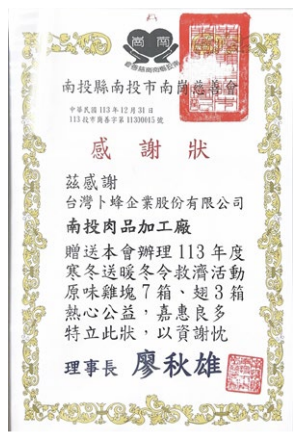 崗南
南投縣南投市南崗慈善會
中華民國113年12月31日
113投市簡善字第11300015號
感謝狀
茲感謝
台灣卜蜂企業股份有限公司
南投肉品加工廠
贈送本會辦理113年度
寒冬送暖冬令救濟活動
原味雞塊7箱、翅3箱
熱心公益，嘉惠良多
特立此狀，以資謝忱
理事長 廖秋雄